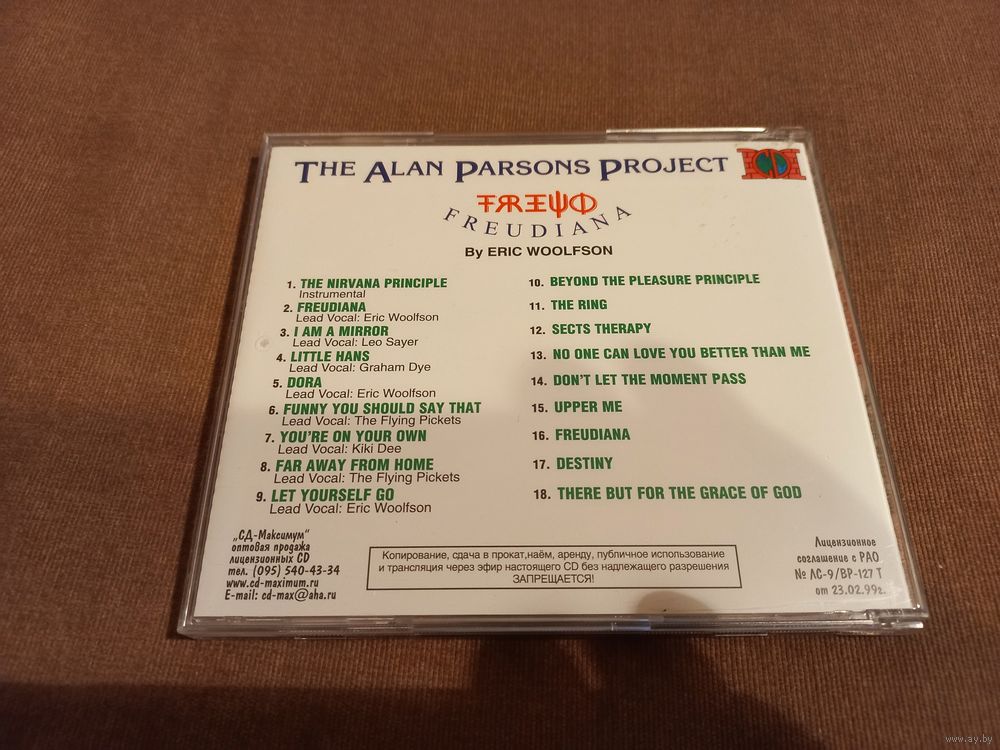 THE ALAN PARSONS PROJECT
FREUDIANA
By ERIC WOOLFSON
1. THE NIRVANA PRINCIPLE
Instrumental
2. FREUDIANA
Lead Vocal: Eric Woolfson
3. I AM A MIRROR
Lead Vocal: Leo Sayer
4. LITTLE HANS
Lead Vocal: Graham Dye
5. DORA
Lead Vocal: Eric Woolfson
6. FUNNY YOU SHOULD SAY THAT
Lead Vocal: The Flying Pickets
7. YOU'RE ON YOUR OWN
Lead Vocal: Kiki Dee
8. FAR AWAY FROM HOME
Lead Vocal: The Flying Pickets
9. LET YOURSELF GO
Lead Vocal: Eric Woolfson
10. BEYOND THE PLEASURE PRINCIPLE
11. THE RING
12. SECTS THERAPY
13. NO ONE CAN LOVE YOU BETTER THAN ME
14. DON'T LET THE MOMENT PASS
15. UPPER ME
16. FREUDIANA
17. DESTINY
18. THERE BUT FOR THE GRACE OF GOD
„СД-Максимум"
оптовая продажа
лицензионных CD
тел. (095) 540-43-34
www.cd-maximum.ru
E-mail: cd-max@aha.ru
Копирование, сдача в прокат,наём, аренду, публичное использование
и трансляция через эфир настоящего CD без надлежащего разрешения
ЗАПРЕЩАЕТСЯ!
Лицензионное
соглашение с РАО
№ ЛС-9/ВР-127 Т
от 23.02.99г.
www.ay.by